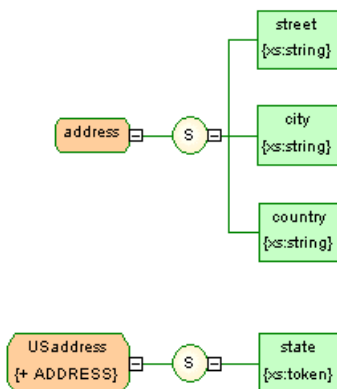 street
{xs:string}
address
S
city
{xs:string}
country
{xs:string}
USaddress
{+ ADDRESS}
S
state
{xs:token}